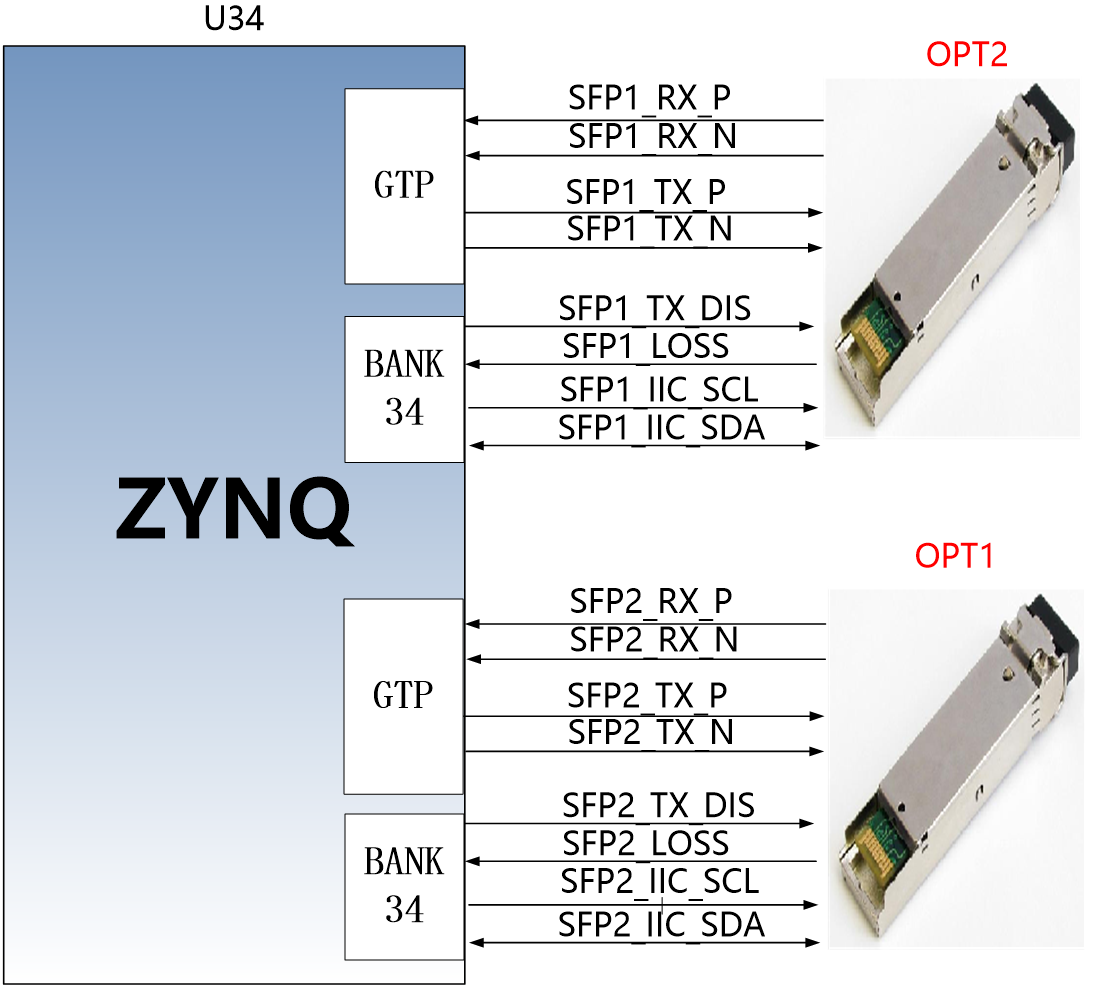 U34
OPT2
SFP1_RX_P
SFP1_RX_N
GTP
SFP1_TX_P
SFP1_TX_N
SFP1_TX_DIS
SFP1_LOSS
BANK
34
SFP1_IIC_SCL
SFP1_IIC_SDA
ZYNQ
OPT1
SFP2_RX_P
SFP2_RX_N
GTP
SFP2_TX_P
SFP2_TX_N
SFP2_TX_DIS
SFP2_LOSS
BANK
34
SFP2_IIC_SCL
SFP2_IIC_SDA